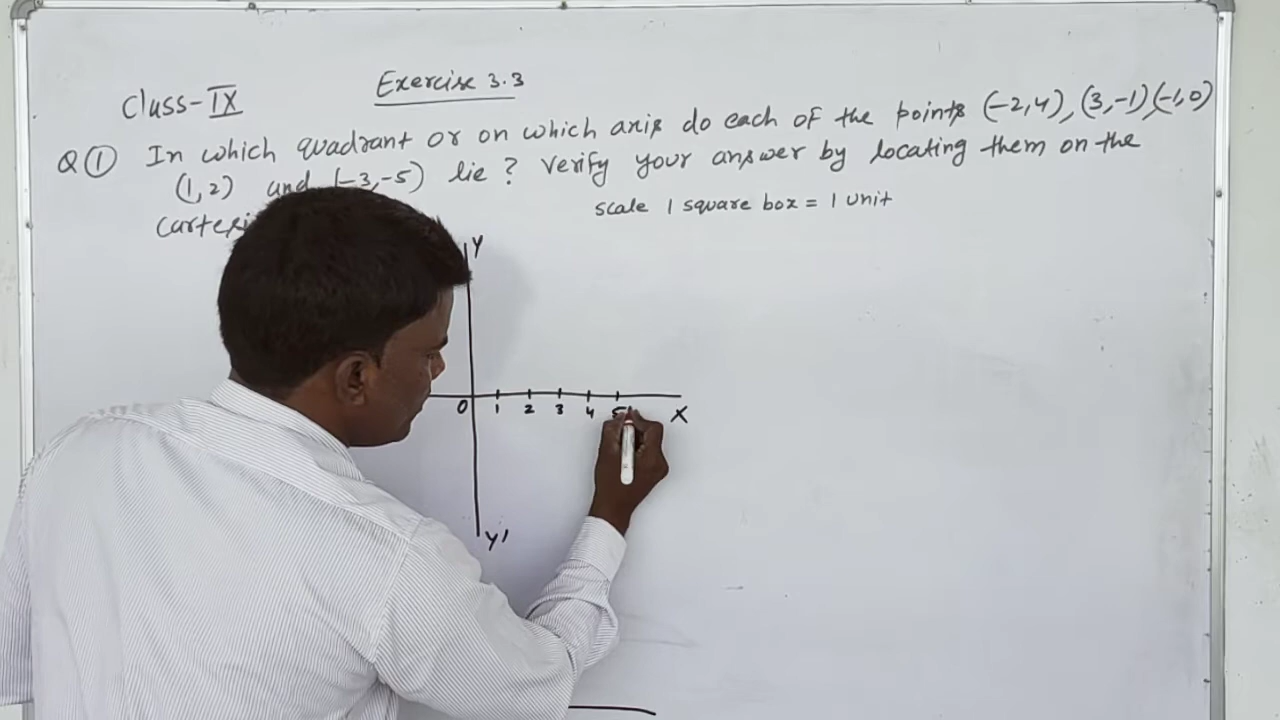 Class-IX
Exercise 3.3
Q ① In which quadrant or on which axis do each of the points (-2,4), (3,-1), (-1,0)
(1,2) and (-3,-5) lie? Verify your answer by locating them on the
scale 1 square box = 1 unit
Y
0 1 2 3 4 5 X
Y'